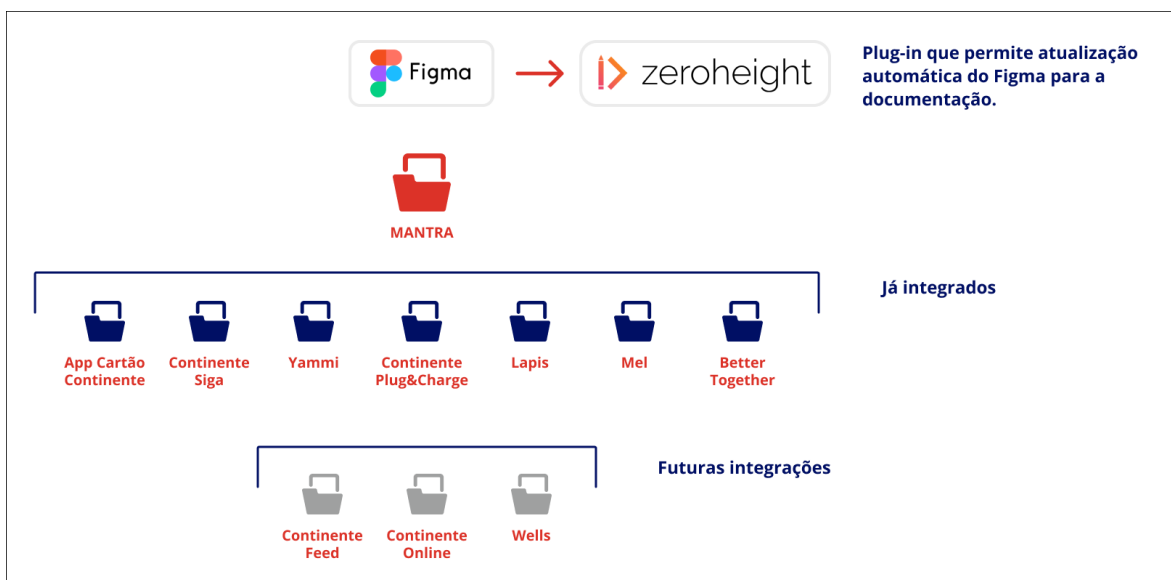 Figma
zeroheight
Plug-in que permite atualização
automática do Figma para a
documentação.
MANTRA
Já integrados
App Cartão
Continente
Continente
Siga
Yammi
Continente
Plug&Charge
Lapis
Mel
Better
Together
Futuras integrações
Continente
Feed
Continente
Online
Wells